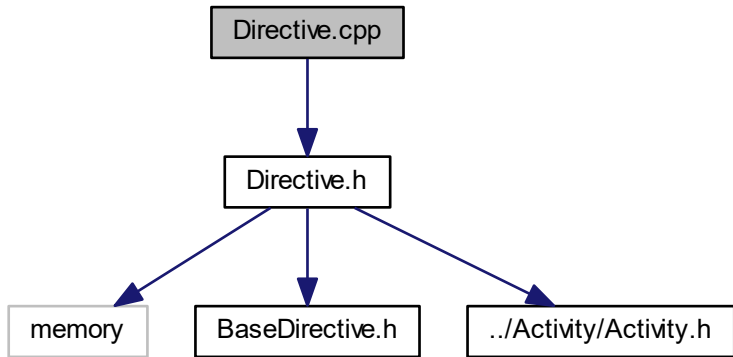 Directive.cpp
Directive.h
memory
BaseDirective.h
../Activity/Activity.h